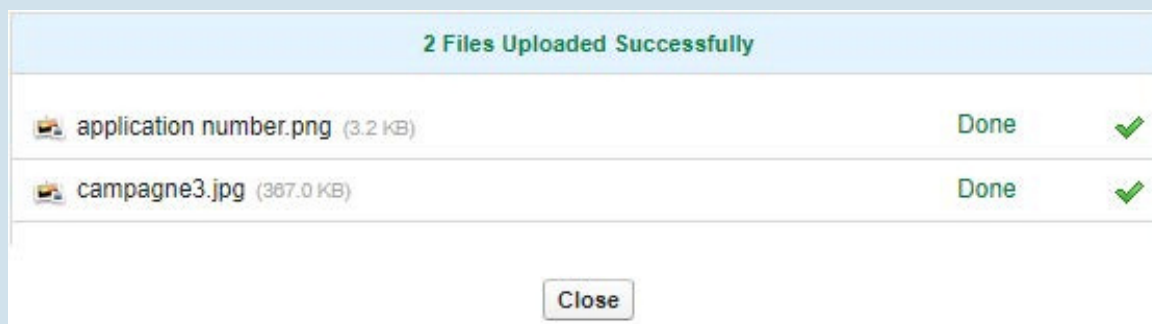 2 Files Uploaded Successfully
application number.png (3.2 KB) Done
campagne3.jpg (367.0 KB) Done
Close